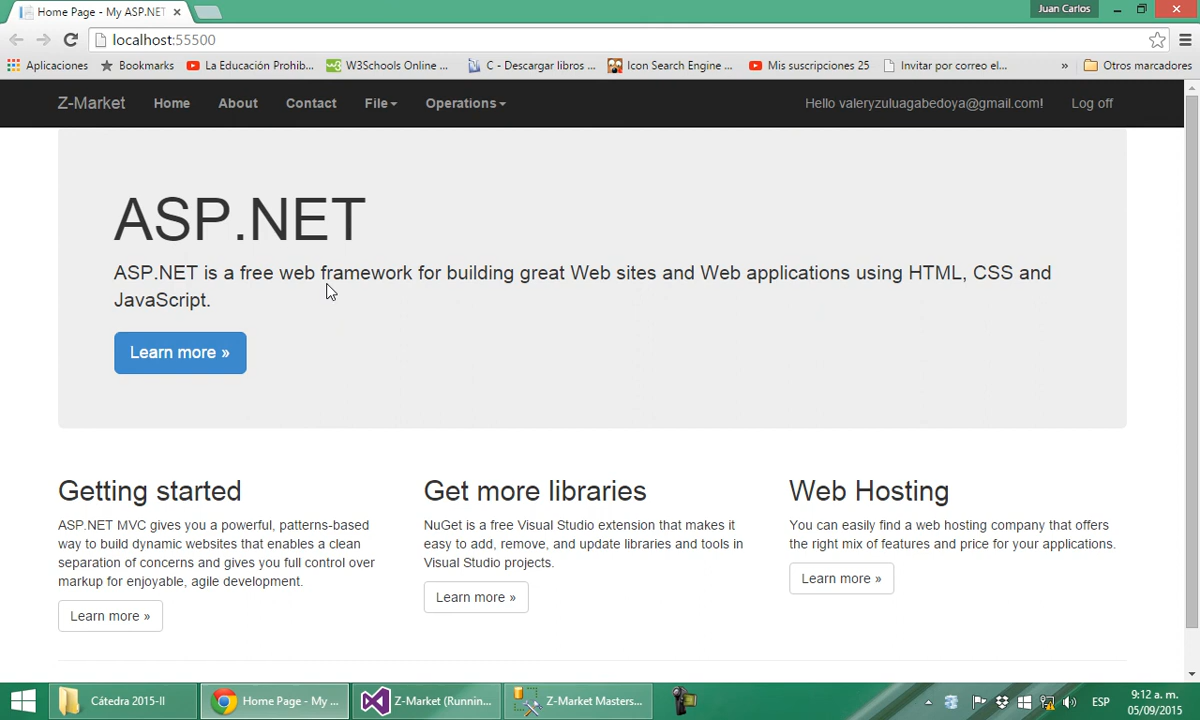 Home Page - My ASP.NET
Juan Carlos
localhost:55500
Aplicaciones
Bookmarks
La Educación Prohib...
W3Schools Online ...
C - Descargar libros ...
Icon Search Engine ...
Mis suscripciones 25
Invitar por correo el...
»
Otros marcadores
Z-Market
Home
About
Contact
File
Operations
Hello valeryzuluagabedoya@gmail.com!
Log off
ASP.NET
ASP.NET is a free web framework for building great Web sites and Web applications using HTML, CSS and
JavaScript.
Learn more »
Getting started
ASP.NET MVC gives you a powerful, patterns-based
way to build dynamic websites that enables a clean
separation of concerns and gives you full control over
markup for enjoyable, agile development.
Learn more »
Get more libraries
NuGet is a free Visual Studio extension that makes it
easy to add, remove, and update libraries and tools in
Visual Studio projects.
Learn more »
Web Hosting
You can easily find a web hosting company that offers
the right mix of features and price for your applications.
Learn more »
Cátedra 2015-II
Home Page - My ...
Z-Market (Runnin...
Z-Market Masters...
ESP
9:12 a. m.
05/09/2015